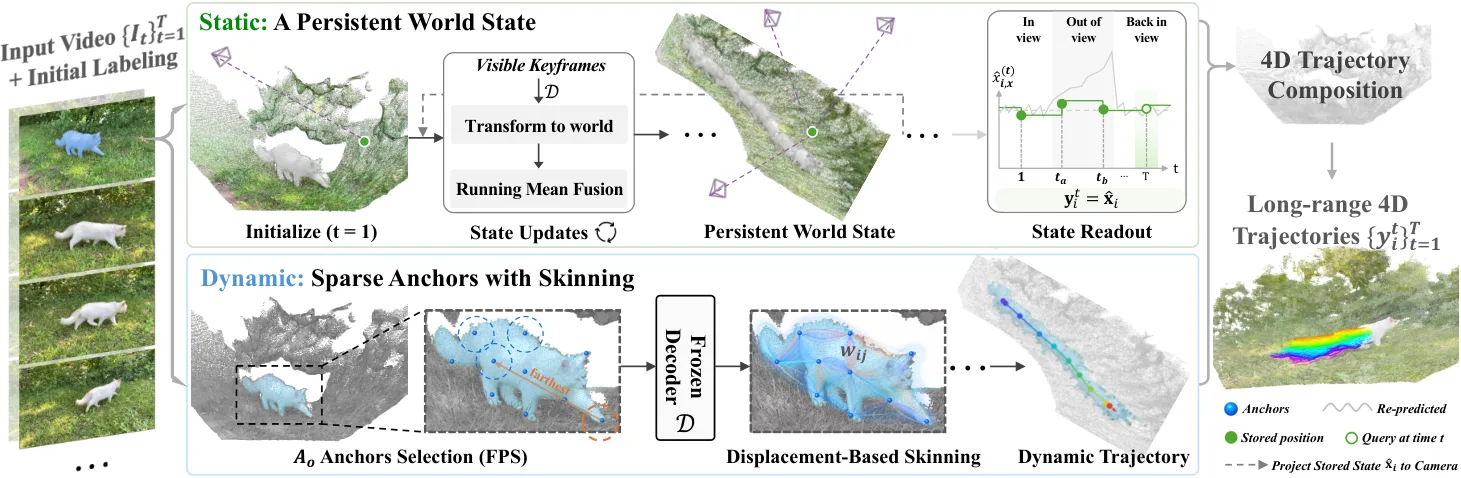 Input Video {I_t}_{t=1}^T
+ Initial Labeling
Static: A Persistent World State
Initialize (t = 1)
Visible Keyframes
𝒟
Transform to world
Running Mean Fusion
State Updates
Persistent World State
In view
Out of view
Back in view
x̂_{i,x}^{(t)}
1
t_a
t_b
...
T
t
y_i^t = x̂_i
State Readout
Dynamic: Sparse Anchors with Skinning
farthest
A_o Anchors Selection (FPS)
Frozen
Decoder
𝒟
w_{ij}
Displacement-Based Skinning
Dynamic Trajectory
4D Trajectory
Composition
Long-range 4D
Trajectories {y_i^t}_{t=1}^T
Anchors
Re-predicted
Stored position
Query at time t
Project Stored State x̂_i to Camera